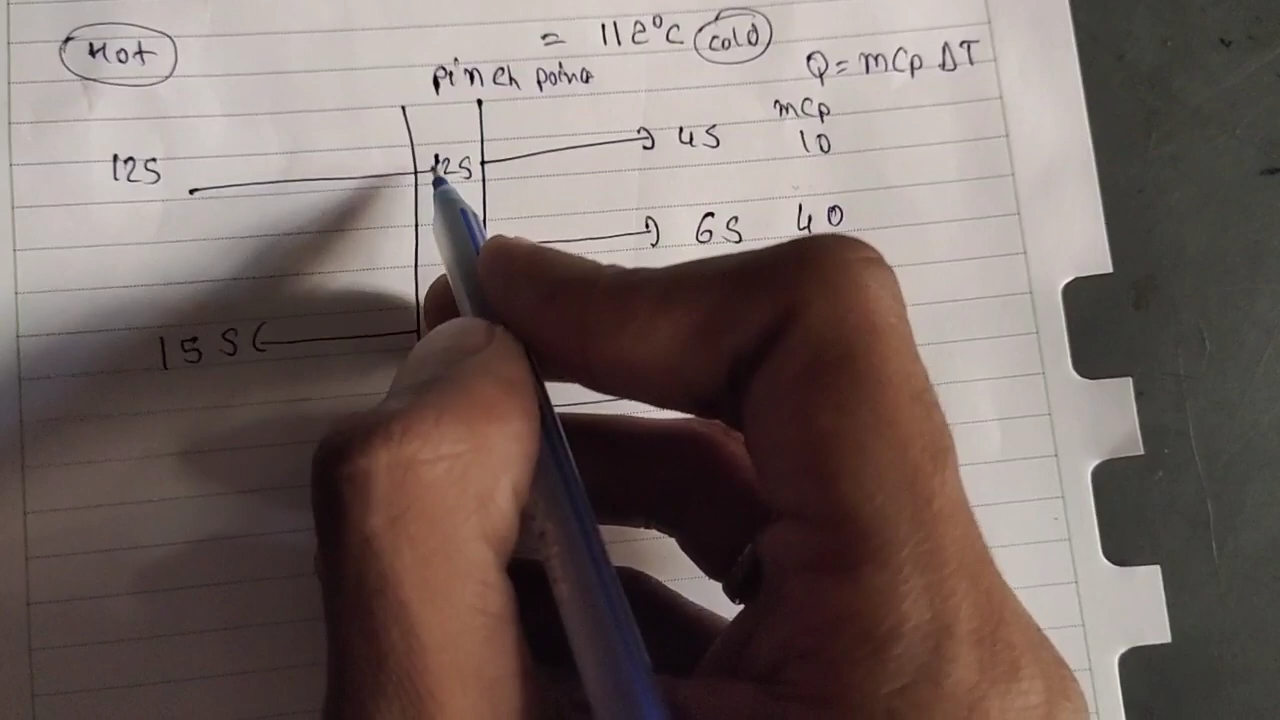 Hot
= 112°C cold
pinch point
Q = mCp ΔT
mCp
125 125 45 10
65 40
155